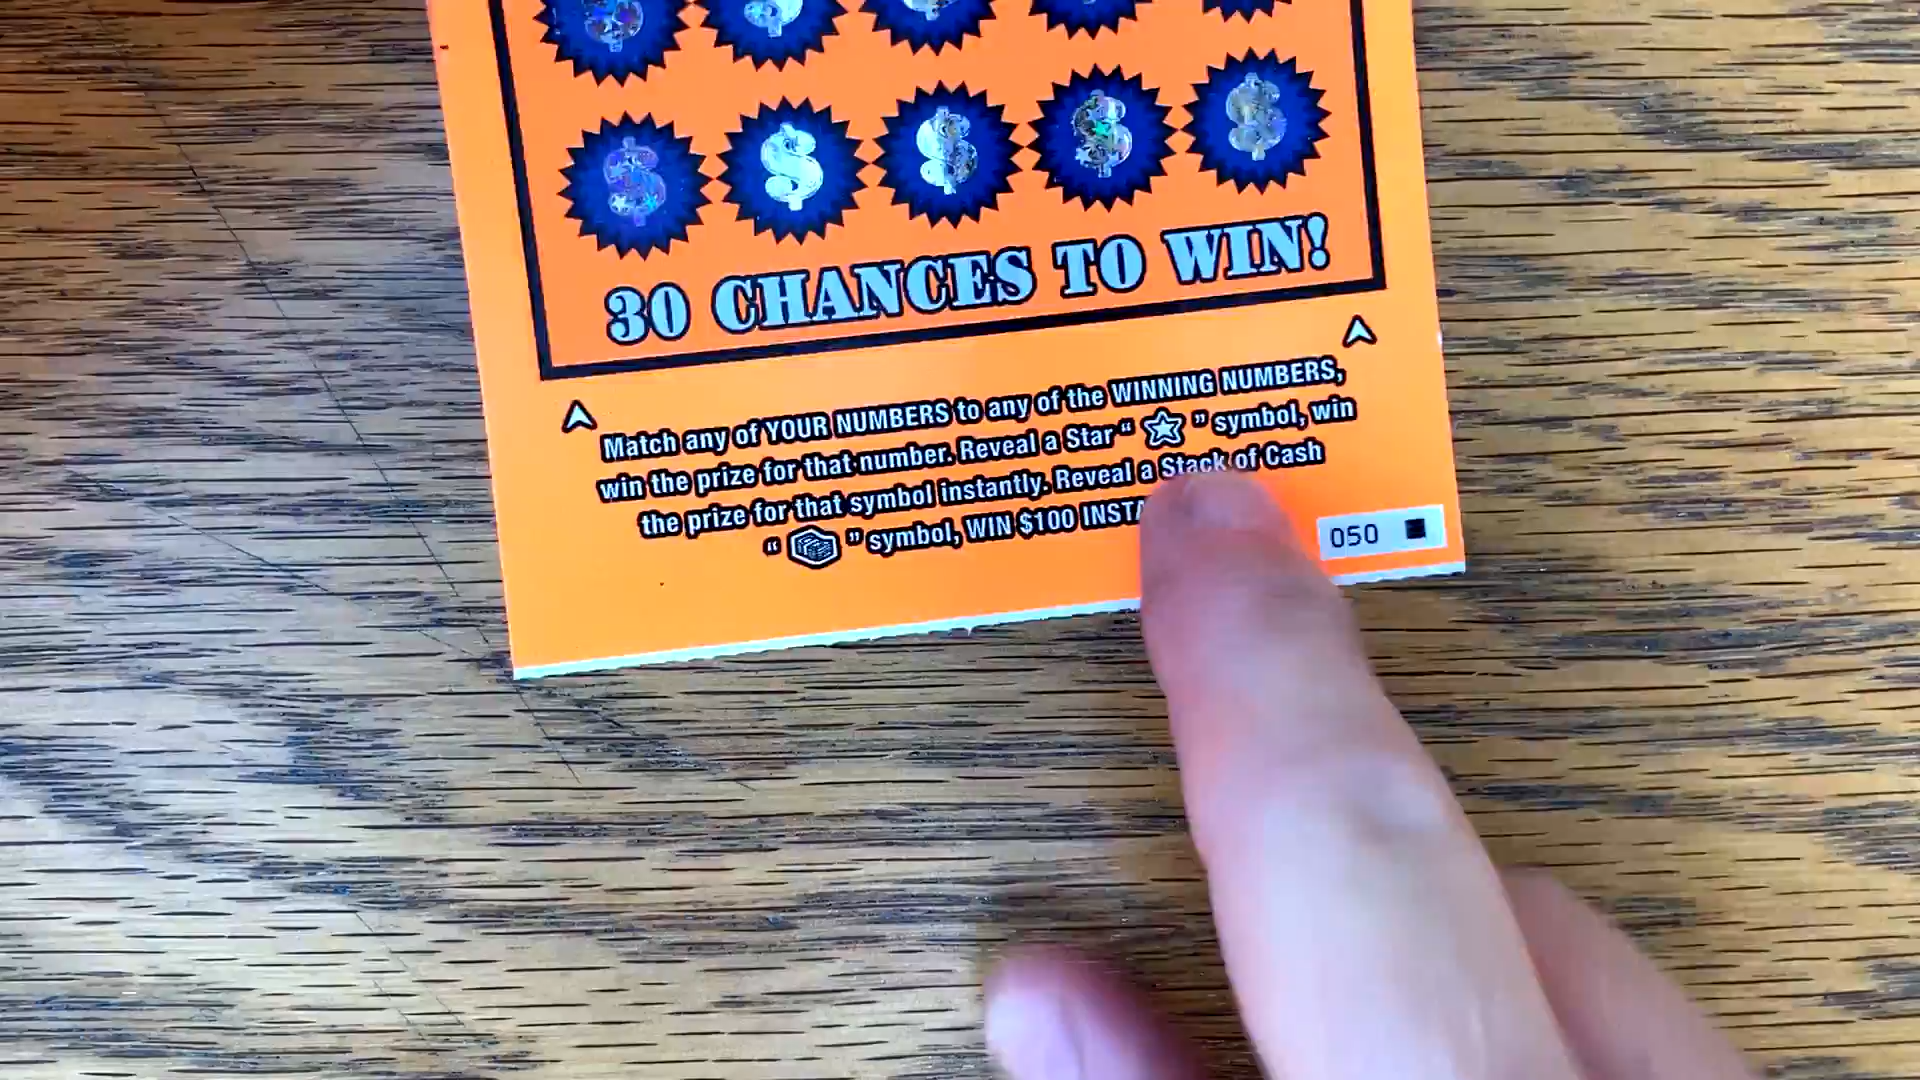 30 CHANCES TO WIN!
Match any of YOUR NUMBERS to any of the WINNING NUMBERS,
win the prize for that number. Reveal a Star “ ” symbol, win
the prize for that symbol instantly. Reveal a Stack of Cash
“ ” symbol, WIN $100
050